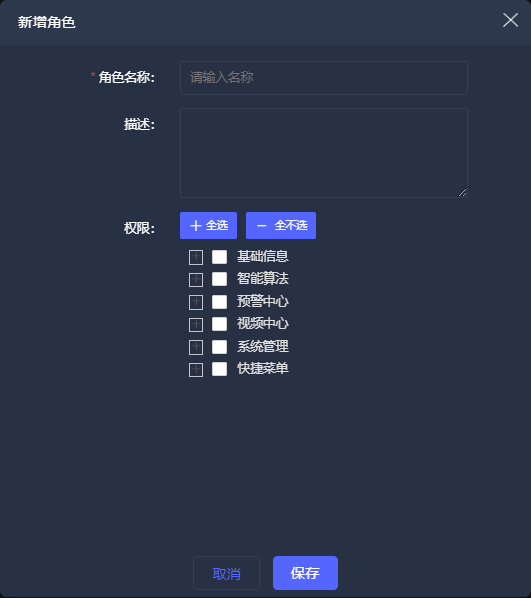 新增角色
* 角色名称：
请输入名称
描述：
权限：
+ 全选
− 全不选
基础信息
智能算法
预警中心
视频中心
系统管理
快捷菜单
取消
保存